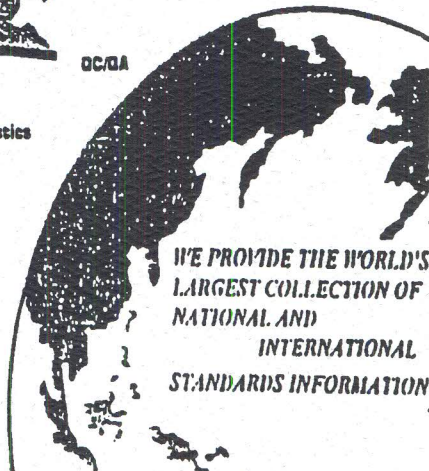 QC/QA
WE PROVIDE THE WORLD'S
LARGEST COLLECTION OF
NATIONAL AND
INTERNATIONAL
STANDARDS INFORMATION